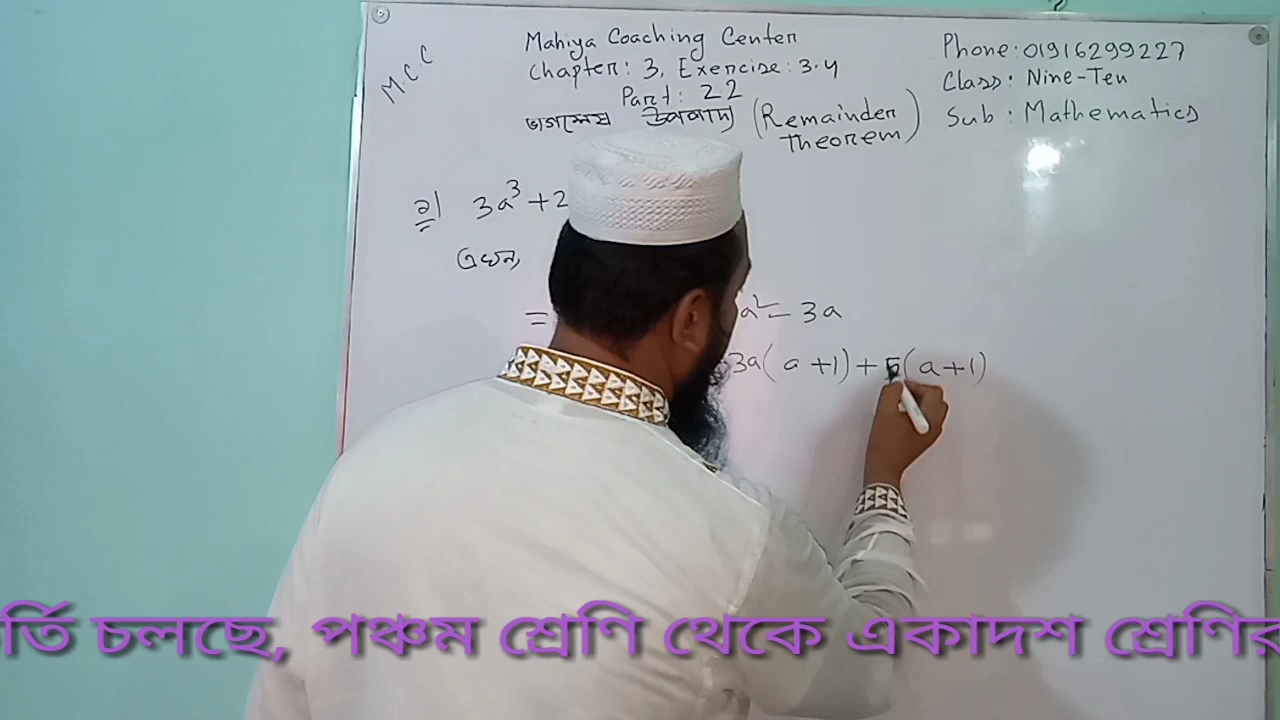 M.C.C
Mahiya Coaching Center
Chapter: 3, Exercise: 3.4
Part: 22
ভাগশেষ উপপাদ্য (Remainder Theorem)
Phone: 01916299227
Class: Nine-Ten
Sub: Mathematics
২| 3a³ + 2
এখন,
= a² - 3a
3a( a +1) + 5(a+1)
র্তি চলছে, পঞ্চম শ্রেণি থেকে একাদশ শ্রেণির